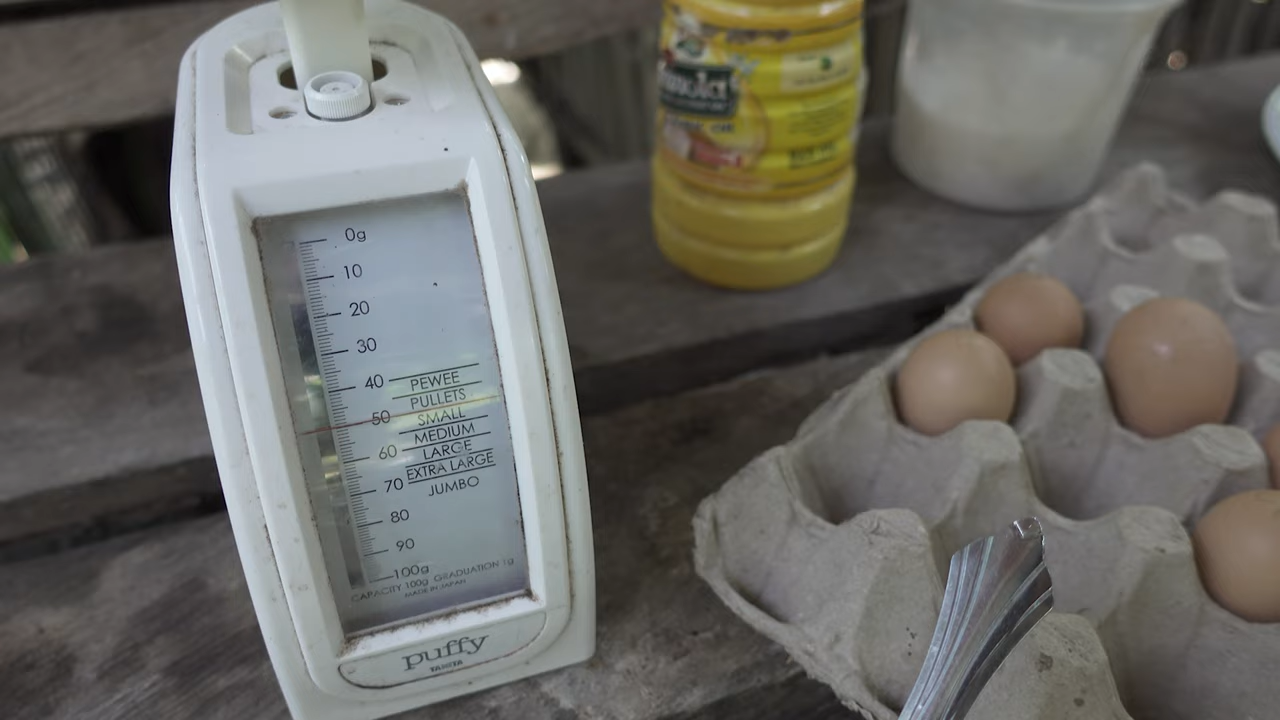 0g
10
20
30
40
PEWEE
PULLETS
50
SMALL
MEDIUM
60
LARGE
EXTRA LARGE
70
JUMBO
80
90
100g
CAPACITY 100g GRADUATION 1g
MADE IN JAPAN
puffy
TANITA